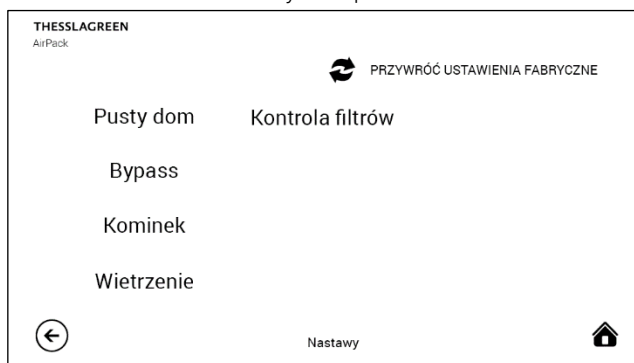 THESSLAGREEN
AirPack
PRZYWRÓĆ USTAWIENIA FABRYCZNE
Pusty dom
Kontrola filtrów
Bypass
Kominek
Wietrzenie
Nastawy